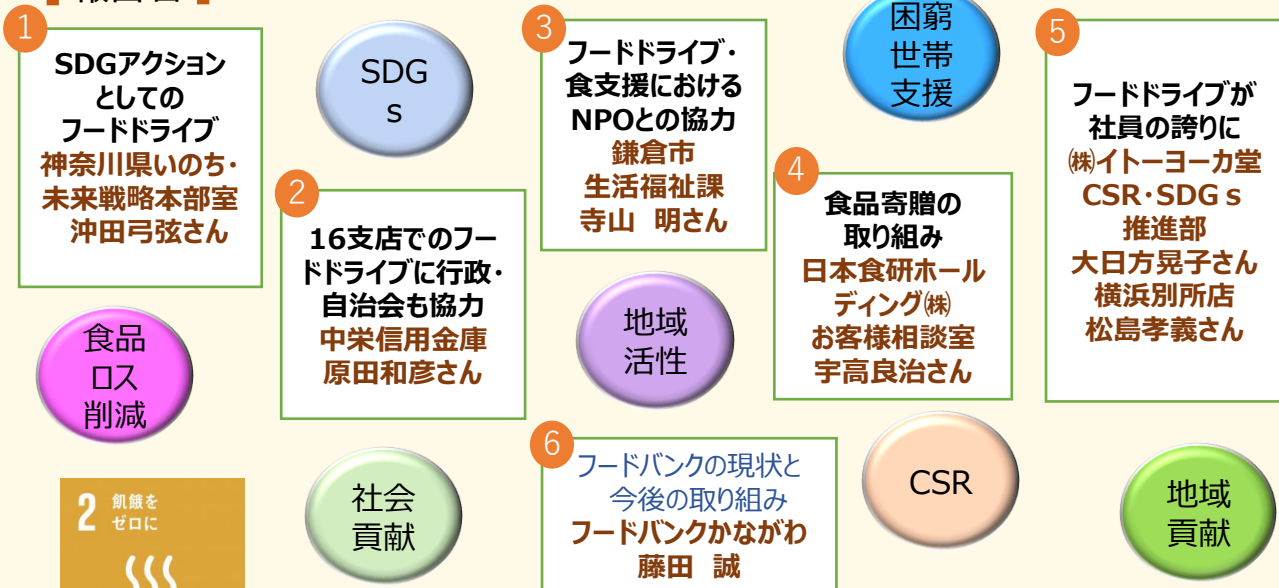 【 報告者 】
1
SDGアクション
としての
フードドライブ
神奈川県いのち・
未来戦略本部室
沖田弓弦さん
SDG
s
2
16支店でのフー
ドドライブに行政・
自治会も協力
中栄信用金庫
原田和彦さん
3
フードドライブ・
食支援における
NPOとの協力
鎌倉市
生活福祉課
寺山 明さん
困窮
世帯
支援
4
食品寄贈の
取り組み
日本食研ホール
ディング㈱
お客様相談室
宇高良治さん
5
フードドライブが
社員の誇りに
㈱イトーヨーカ堂
CSR・SDGs
推進部
大日方晃子さん
横浜別所店
松島孝義さん
食品
ロス
削減
地域
活性
社会
貢献
6
フードバンクの現状と
今後の取り組み
フードバンクかながわ
藤田 誠
CSR
地域
貢献
2 飢餓を
ゼロに